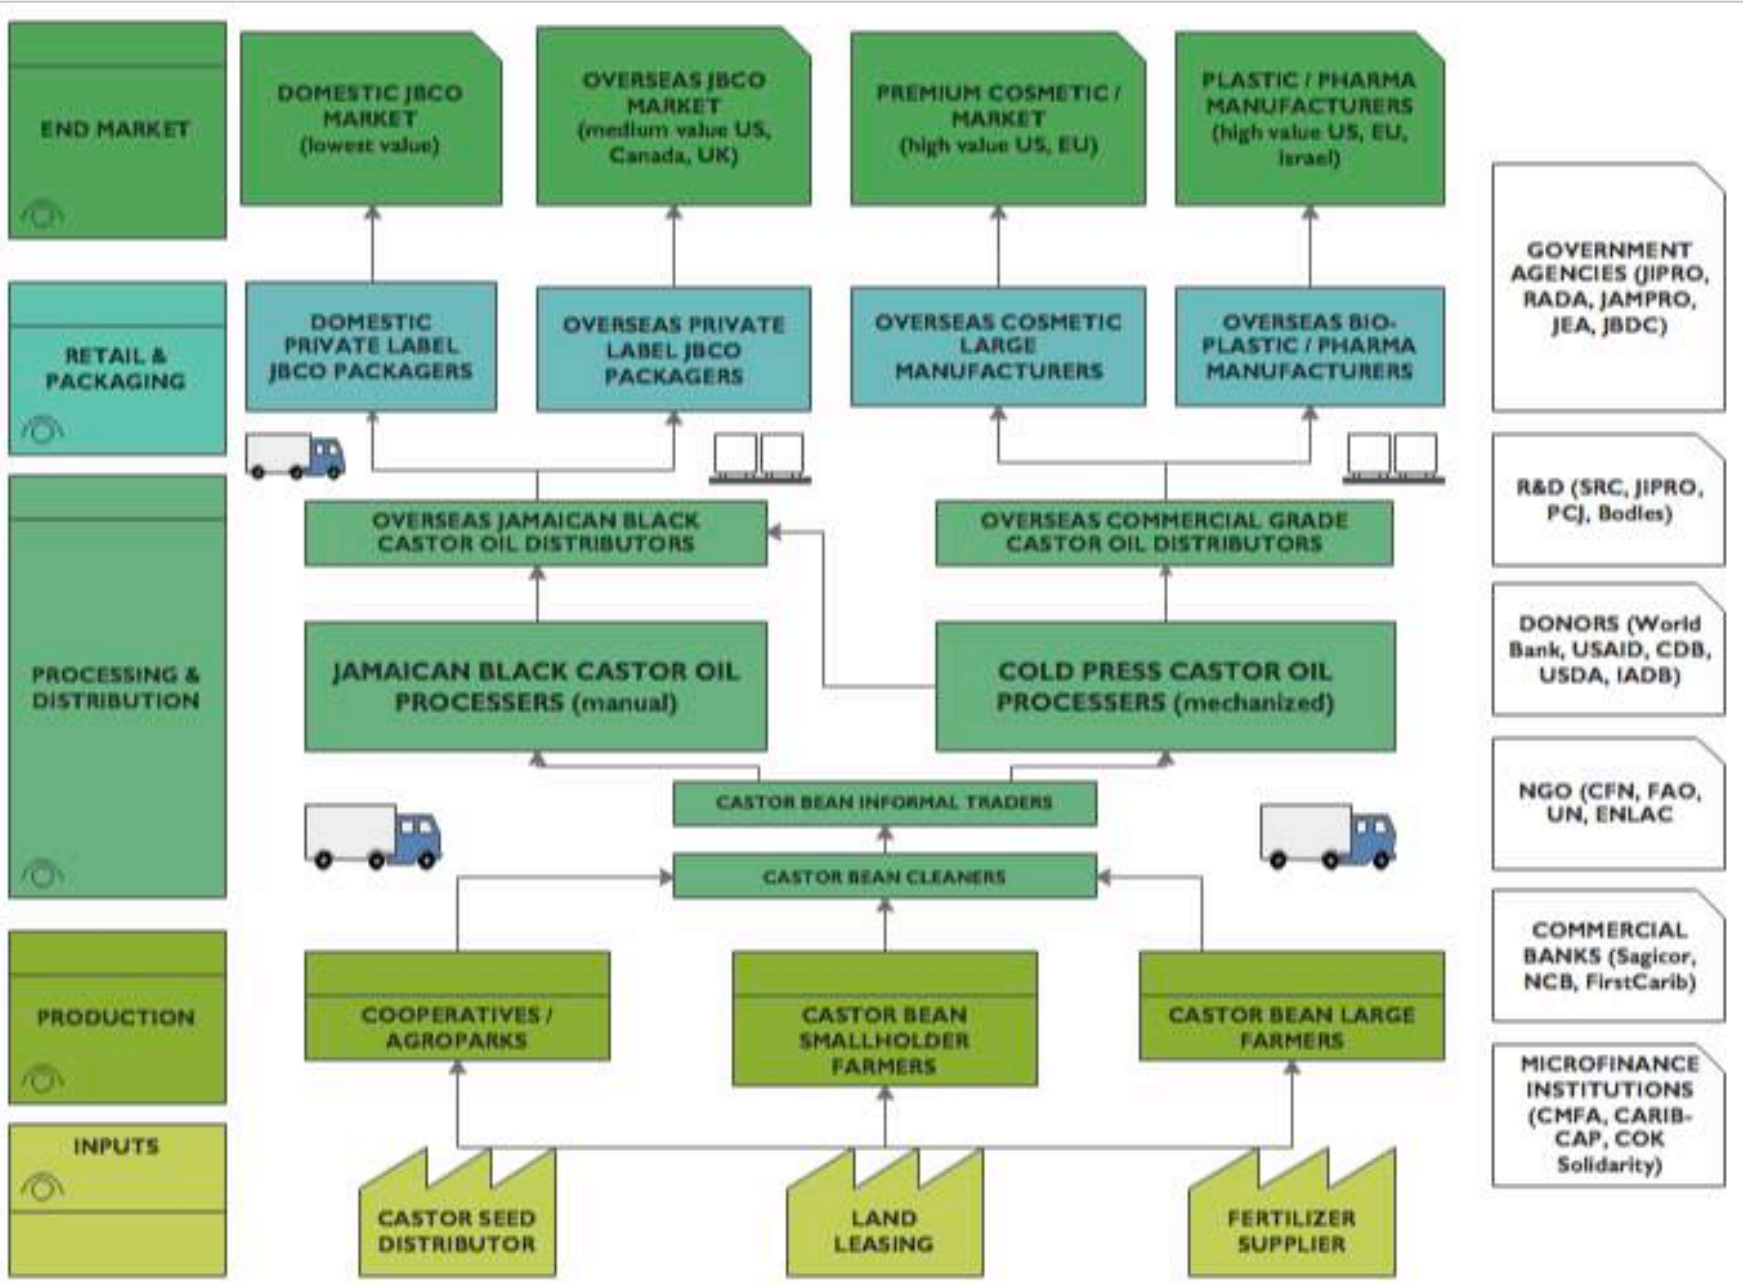 END MARKET
DOMESTIC JBCO
MARKET
(lowest value)
OVERSEAS JBCO
MARKET
(medium value US,
Canada, UK)
PREMIUM COSMETIC /
MARKET
(high value US, EU)
PLASTIC / PHARMA
MANUFACTURERS
(high value US, EU,
Israel)
RETAIL &
PACKAGING
DOMESTIC
PRIVATE LABEL
JBCO PACKAGERS
OVERSEAS PRIVATE
LABEL JBCO
PACKAGERS
OVERSEAS COSMETIC
LARGE
MANUFACTURERS
OVERSEAS BIO-
PLASTIC / PHARMA
MANUFACTURERS
PROCESSING &
DISTRIBUTION
OVERSEAS JAMAICAN BLACK
CASTOR OIL DISTRIBUTORS
OVERSEAS COMMERCIAL GRADE
CASTOR OIL DISTRIBUTORS
JAMAICAN BLACK CASTOR OIL
PROCESSERS (manual)
COLD PRESS CASTOR OIL
PROCESSERS (mechanized)
CASTOR BEAN INFORMAL TRADERS
CASTOR BEAN CLEANERS
PRODUCTION
COOPERATIVES /
AGROPARKS
CASTOR BEAN
SMALLHOLDER
FARMERS
CASTOR BEAN LARGE
FARMERS
INPUTS
CASTOR SEED
DISTRIBUTOR
LAND
LEASING
FERTILIZER
SUPPLIER
GOVERNMENT
AGENCIES (JIPRO,
RADA, JAMPRO,
JEA, JBDC)
R&D (SRC, JIPRO,
PCJ, Bodles)
DONORS (World
Bank, USAID, CDB,
USDA, IADB)
NGO (CFN, FAO,
UN, ENLAC
COMMERCIAL
BANKS (Sagicor,
NCB, FirstCarib)
MICROFINANCE
INSTITUTIONS
(CMFA, CARIB-
CAP, COK
Solidarity)